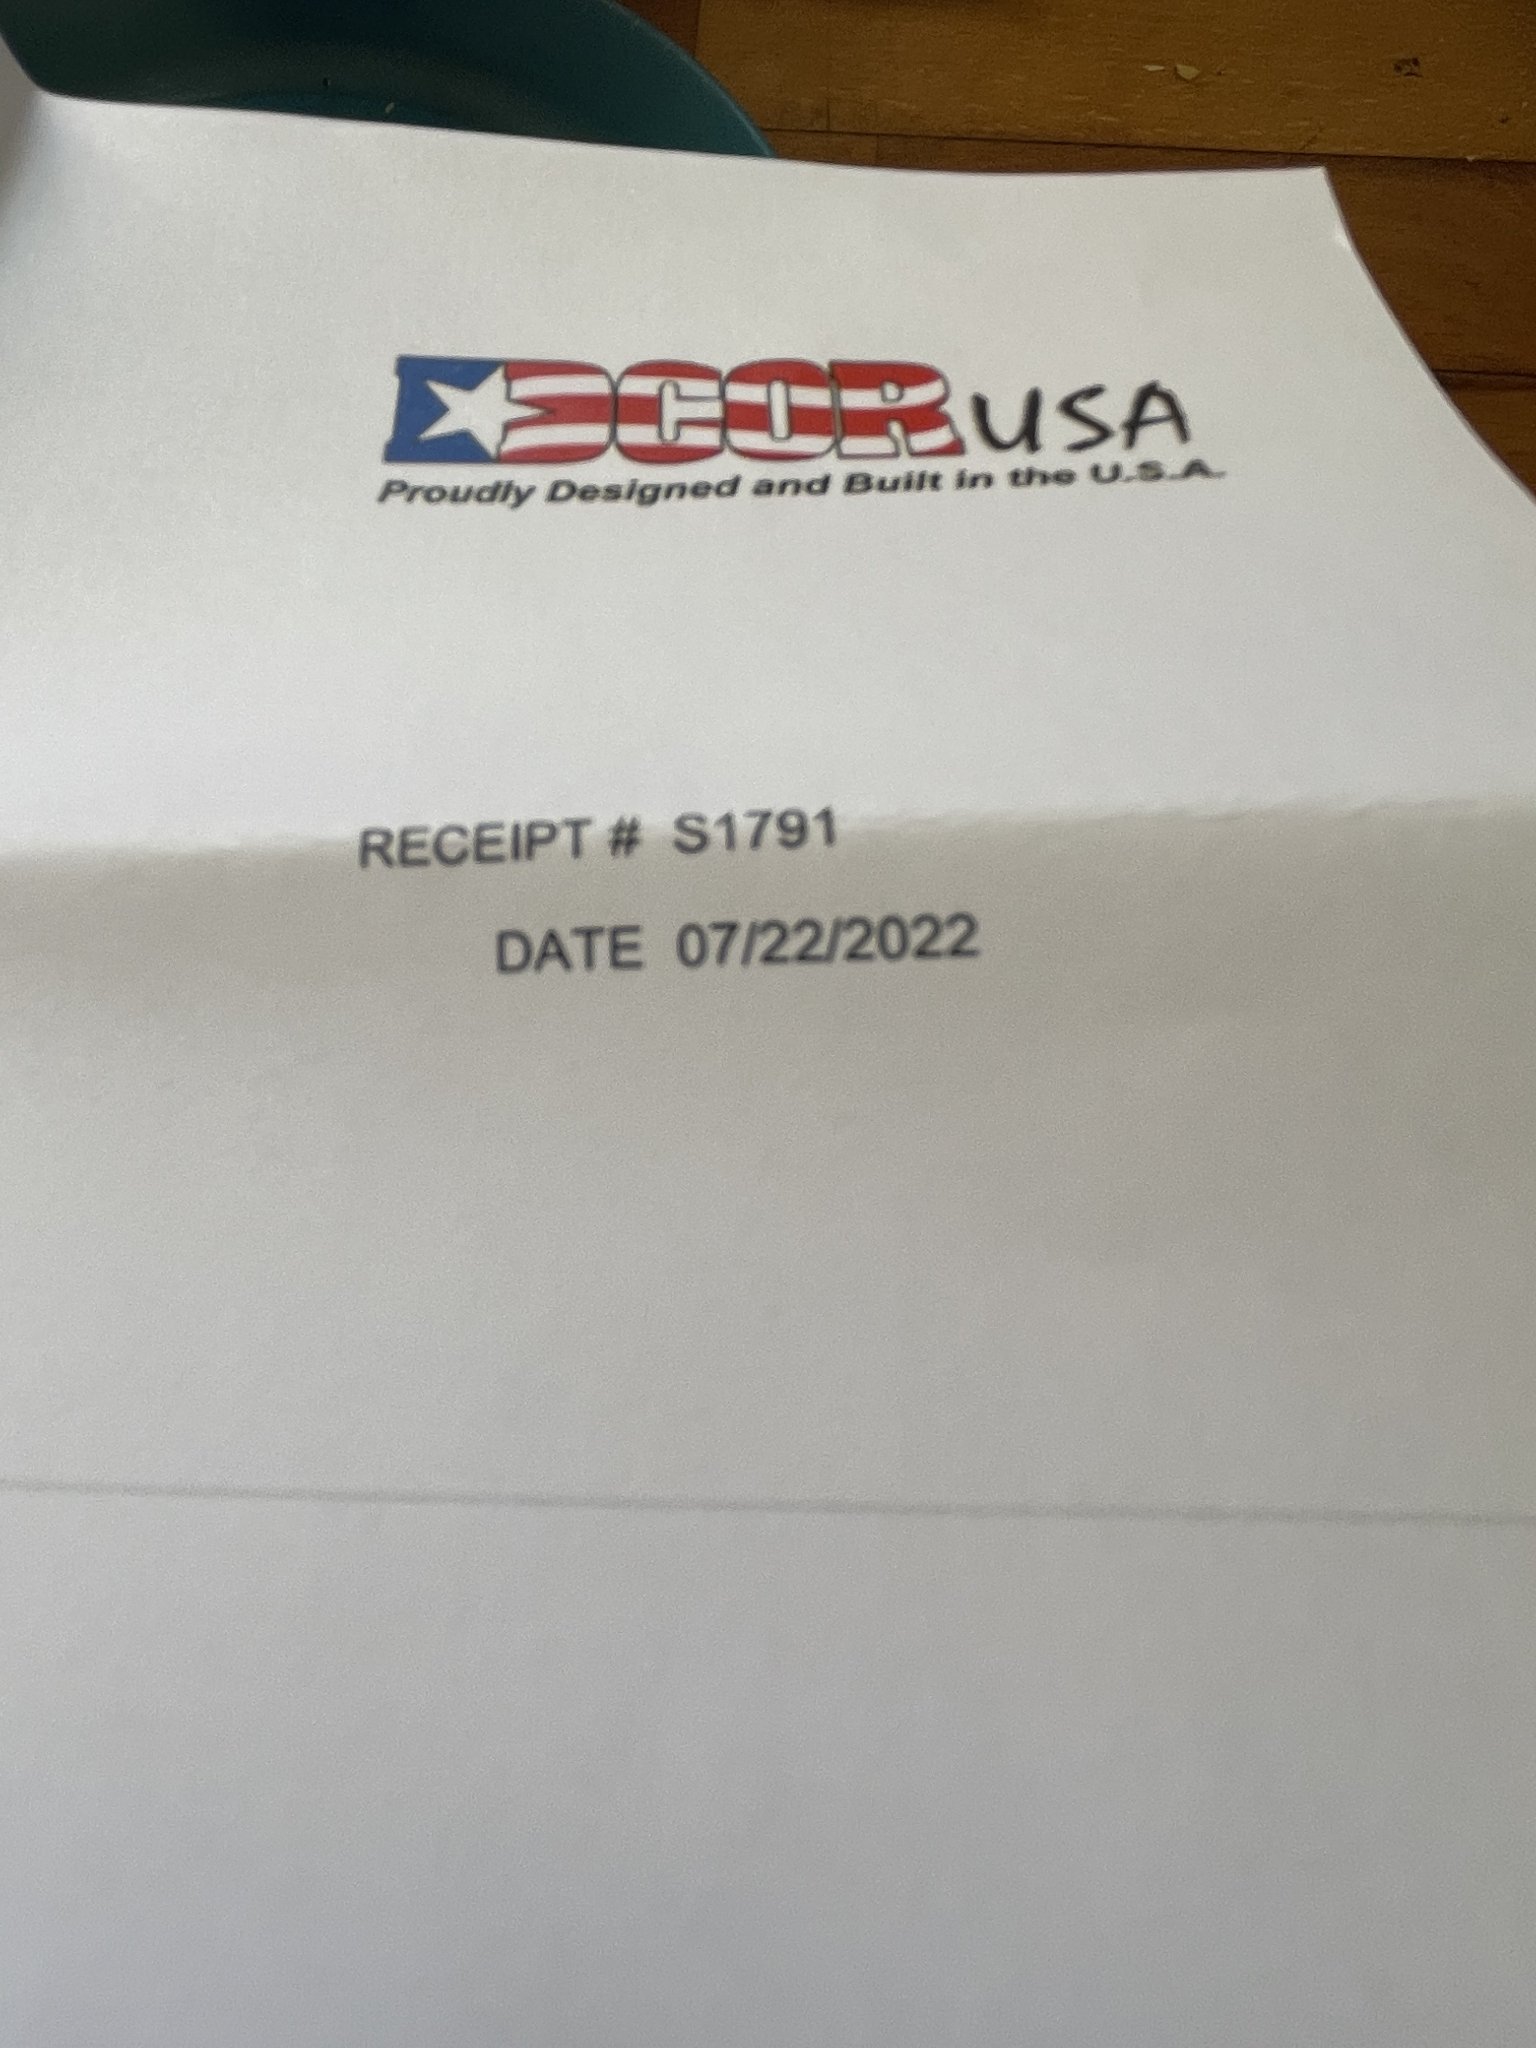 DCOR USA
Proudly Designed and Built in the U.S.A.
RECEIPT # S1791
DATE 07/22/2022